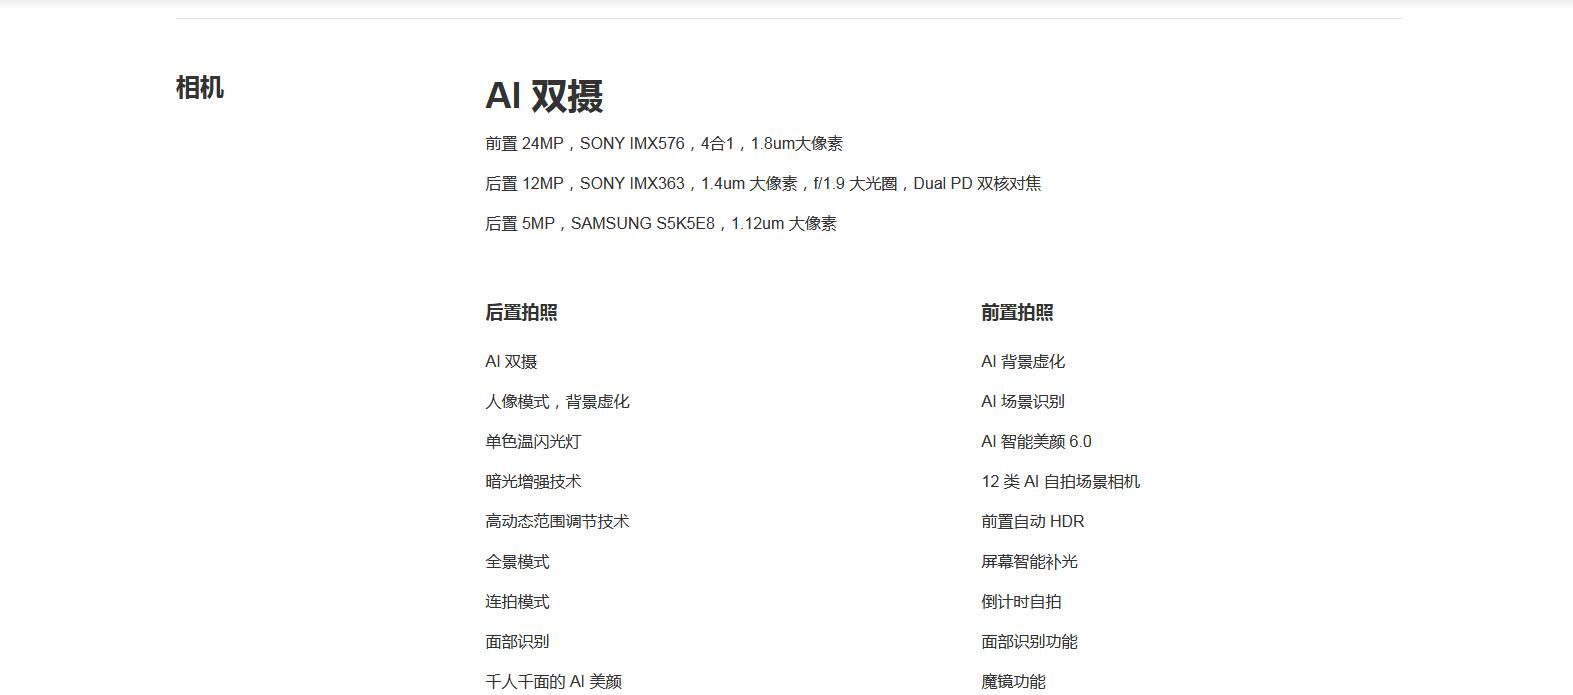 相机
AI 双摄
前置 24MP，SONY IMX576，4合1，1.8um大像素
后置 12MP，SONY IMX363，1.4um 大像素，f/1.9 大光圈，Dual PD 双核对焦
后置 5MP，SAMSUNG S5K5E8，1.12um 大像素
后置拍照
AI 双摄
人像模式，背景虚化
单色温闪光灯
暗光增强技术
高动态范围调节技术
全景模式
连拍模式
面部识别
千人千面的 AI 美颜
前置拍照
AI 背景虚化
AI 场景识别
AI 智能美颜 6.0
12 类 AI 自拍场景相机
前置自动 HDR
屏幕智能补光
倒计时自拍
面部识别功能
魔镜功能